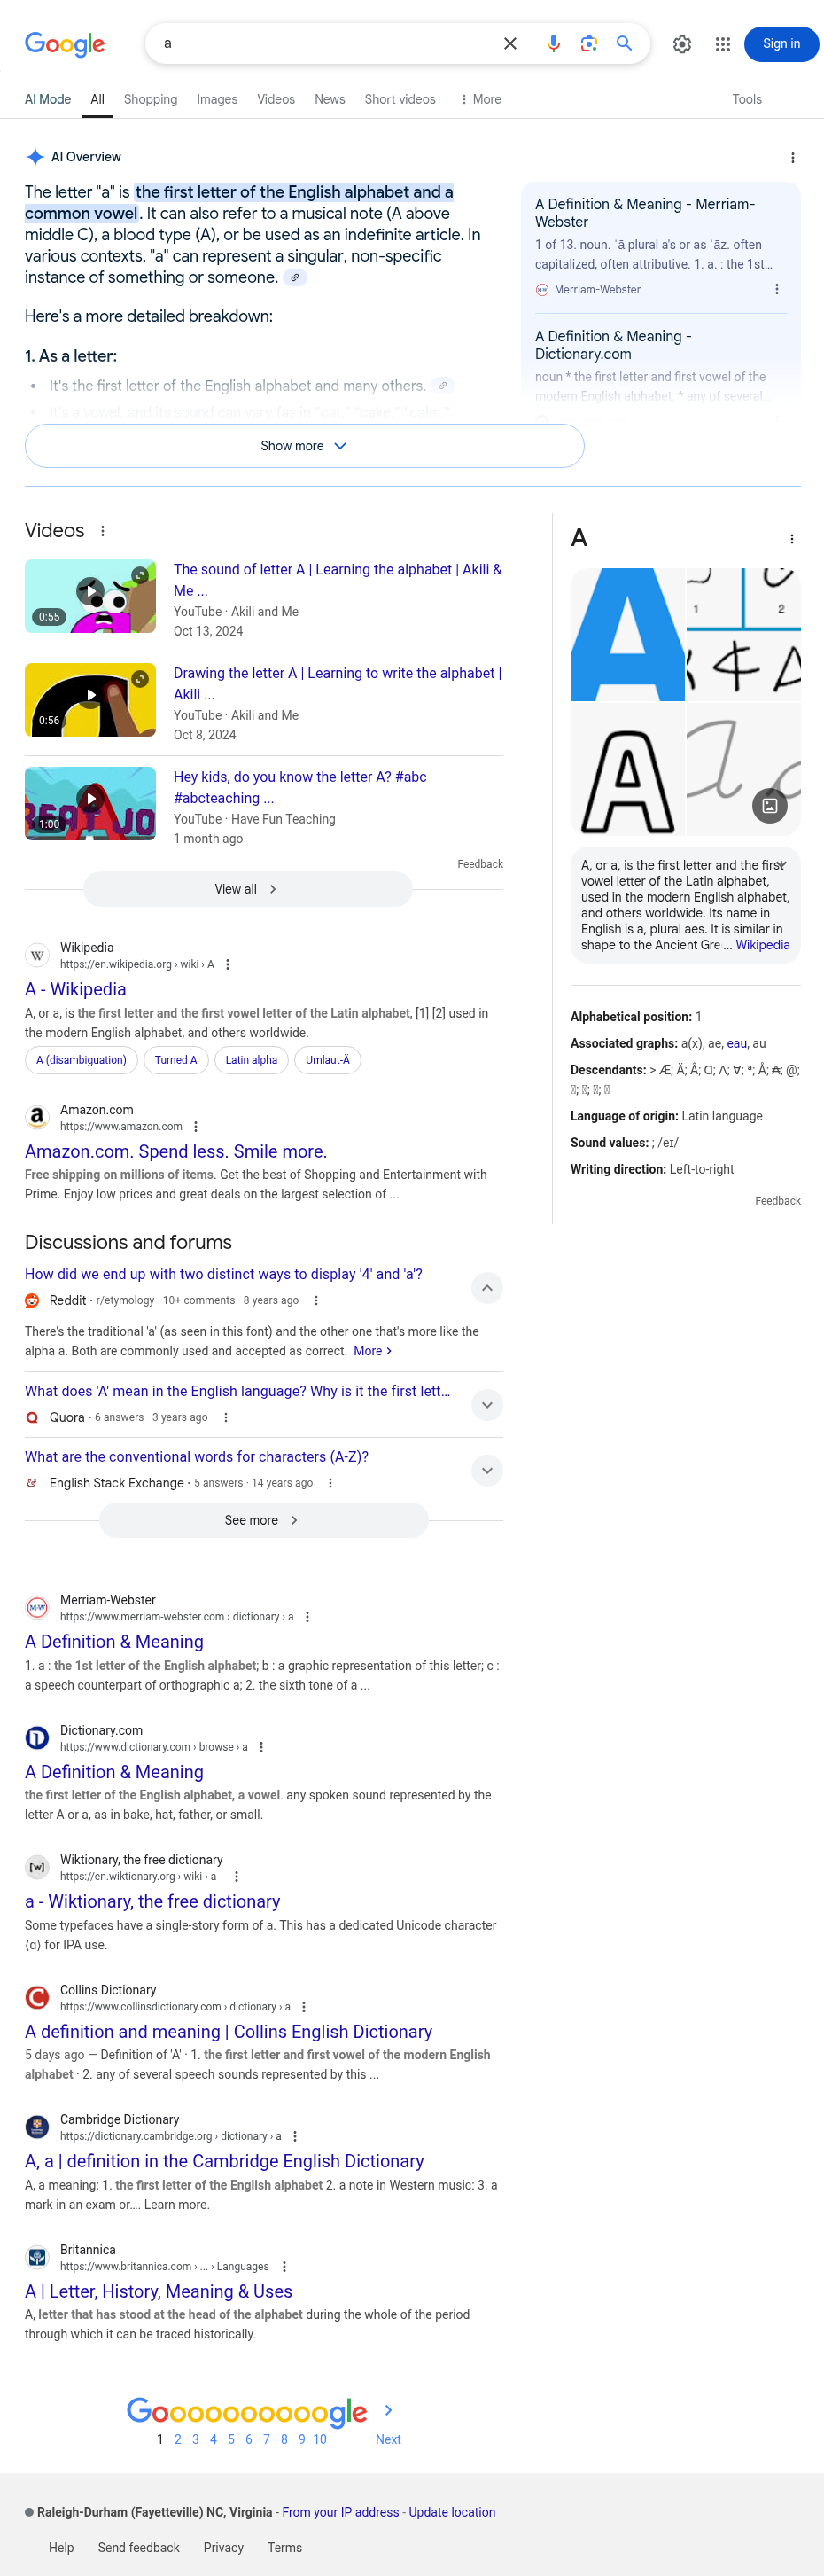 Google
a
Sign in
AI Mode
All
Shopping
Images
Videos
News
Short videos
More
Tools
AI Overview
The letter "a" is the first letter of the English alphabet and a
common vowel. It can also refer to a musical note (A above
middle C), a blood type (A), or be used as an indefinite article. In
various contexts, "a" can represent a singular, non-specific
instance of something or someone.
Here's a more detailed breakdown:
1. As a letter:
It's the first letter of the English alphabet and many others.
It's a vowel, and its sound can vary (as in "cat," "cake," "calm,"
Show more
A Definition & Meaning - Merriam-
Webster
1 of 13. noun. ˈā plural a's or as ˈāz. often
capitalized, often attributive. 1. a. : the 1st...
Merriam-Webster
A Definition & Meaning -
Dictionary.com
noun * the first letter and first vowel of the
modern English alphabet. * any of several...
Videos
0:55
The sound of letter A | Learning the alphabet | Akili &
Me ...
YouTube · Akili and Me
Oct 13, 2024
0:56
Drawing the letter A | Learning to write the alphabet |
Akili ...
YouTube · Akili and Me
Oct 8, 2024
1:00
Hey kids, do you know the letter A? #abc
#abcteaching ...
YouTube · Have Fun Teaching
1 month ago
Feedback
View all
Wikipedia
https://en.wikipedia.org › wiki › A
A - Wikipedia
A, or a, is the first letter and the first vowel letter of the Latin alphabet, [1] [2] used in
the modern English alphabet, and others worldwide.
A (disambiguation)
Turned A
Latin alpha
Umlaut-Ä
Amazon.com
https://www.amazon.com
Amazon.com. Spend less. Smile more.
Free shipping on millions of items. Get the best of Shopping and Entertainment with
Prime. Enjoy low prices and great deals on the largest selection of ...
Discussions and forums
How did we end up with two distinct ways to display '4' and 'a'?
Reddit · r/etymology · 10+ comments · 8 years ago
There's the traditional 'a' (as seen in this font) and the other one that's more like the
alpha a. Both are commonly used and accepted as correct. More
What does 'A' mean in the English language? Why is it the first lett...
Quora · 6 answers · 3 years ago
What are the conventional words for characters (A-Z)?
English Stack Exchange · 5 answers · 14 years ago
See more
Merriam-Webster
https://www.merriam-webster.com › dictionary › a
A Definition & Meaning
1. a : the 1st letter of the English alphabet; b : a graphic representation of this letter; c :
a speech counterpart of orthographic a; 2. the sixth tone of a ...
Dictionary.com
https://www.dictionary.com › browse › a
A Definition & Meaning
the first letter of the English alphabet, a vowel. any spoken sound represented by the
letter A or a, as in bake, hat, father, or small.
Wiktionary, the free dictionary
https://en.wiktionary.org › wiki › a
a - Wiktionary, the free dictionary
Some typefaces have a single-story form of a. This has a dedicated Unicode character
⟨ɑ⟩ for IPA use.
Collins Dictionary
https://www.collinsdictionary.com › dictionary › a
A definition and meaning | Collins English Dictionary
5 days ago — Definition of 'A' · 1. the first letter and first vowel of the modern English
alphabet · 2. any of several speech sounds represented by this ...
Cambridge Dictionary
https://dictionary.cambridge.org › dictionary › a
A, a | definition in the Cambridge English Dictionary
A, a meaning: 1. the first letter of the English alphabet 2. a note in Western music: 3. a
mark in an exam or…. Learn more.
Britannica
https://www.britannica.com › ... › Languages
A | Letter, History, Meaning & Uses
A, letter that has stood at the head of the alphabet during the whole of the period
through which it can be traced historically.
A
A
1
2
A
a
A, or a, is the first letter and the first
vowel letter of the Latin alphabet,
used in the modern English alphabet,
and others worldwide. Its name in
English is a, plural aes. It is similar in
shape to the Ancient Gre ... Wikipedia
Alphabetical position: 1
Associated graphs: a(x), ae, eau, au
Descendants: > Æ; Ä; Â; Ɑ; Λ; Ɐ; ª; Å; ₳; @;
Language of origin: Latin language
Sound values: ; /eɪ/
Writing direction: Left-to-right
Feedback
Goooooooooogle
1 2 3 4 5 6 7 8 9 10
Next
Raleigh-Durham (Fayetteville) NC, Virginia - From your IP address - Update location
Help
Send feedback
Privacy
Terms